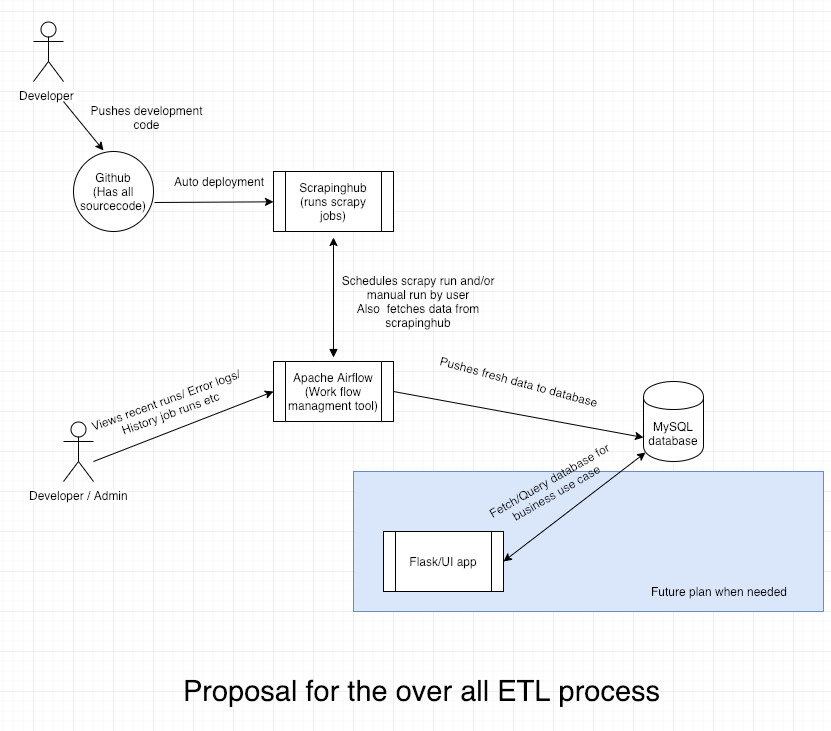 Developer
Pushes development
code
Github
(Has all
sourcecode)
Auto deployment
Scrapinghub
(runs scrapy
jobs)
Schedules scrapy run and/or
manual run by user
Also fetches data from
scrapinghub
Apache Airflow
(Work flow
managment tool)
Views recent runs/ Error logs/
History job runs etc
Developer / Admin
Pushes fresh data to database
MySQL
database
Fetch/Query database for
business use case
Flask/UI app
Future plan when needed
Proposal for the over all ETL process